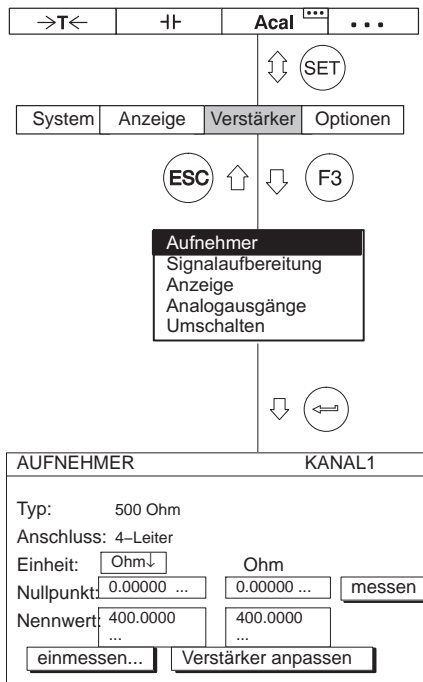 →T← ⊣⊢ Acal ... ...
SET
System Anzeige Verstärker Optionen
ESC F3
Aufnehmer
Signalaufbereitung
Anzeige
Analogausgänge
Umschalten
AUFNEHMER KANAL1
Typ: 500 Ohm
Anschluss: 4–Leiter
Einheit: Ohm↓ Ohm
Nullpunkt: 0.00000 ... 0.00000 ... messen
Nennwert: 400.0000 ... 400.0000 ...
einmessen... Verstärker anpassen